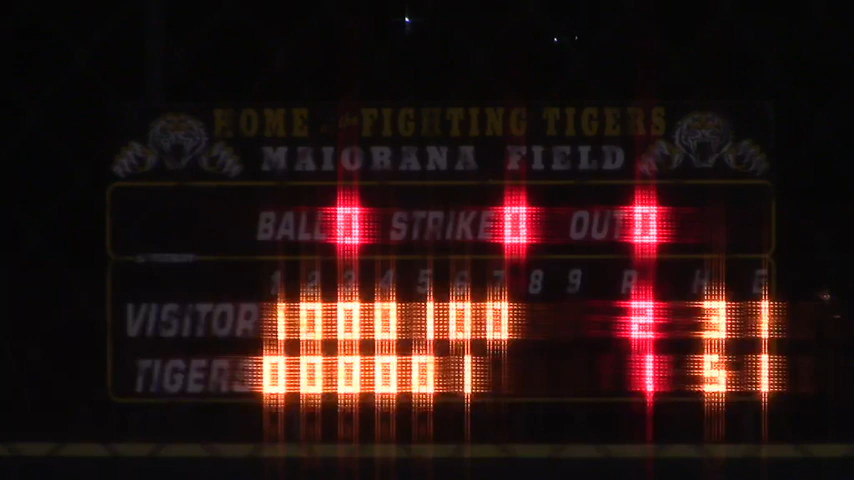 HOME of the FIGHTING TIGERS
MAIORANA FIELD
BALL 0 STRIKE 0 OUT 0
1 2 3 4 5 6 7 8 9 R H E
VISITOR 1 0 0 0 1 0 0 2 3 1
TIGERS 0 0 0 0 0 1 1 5 1